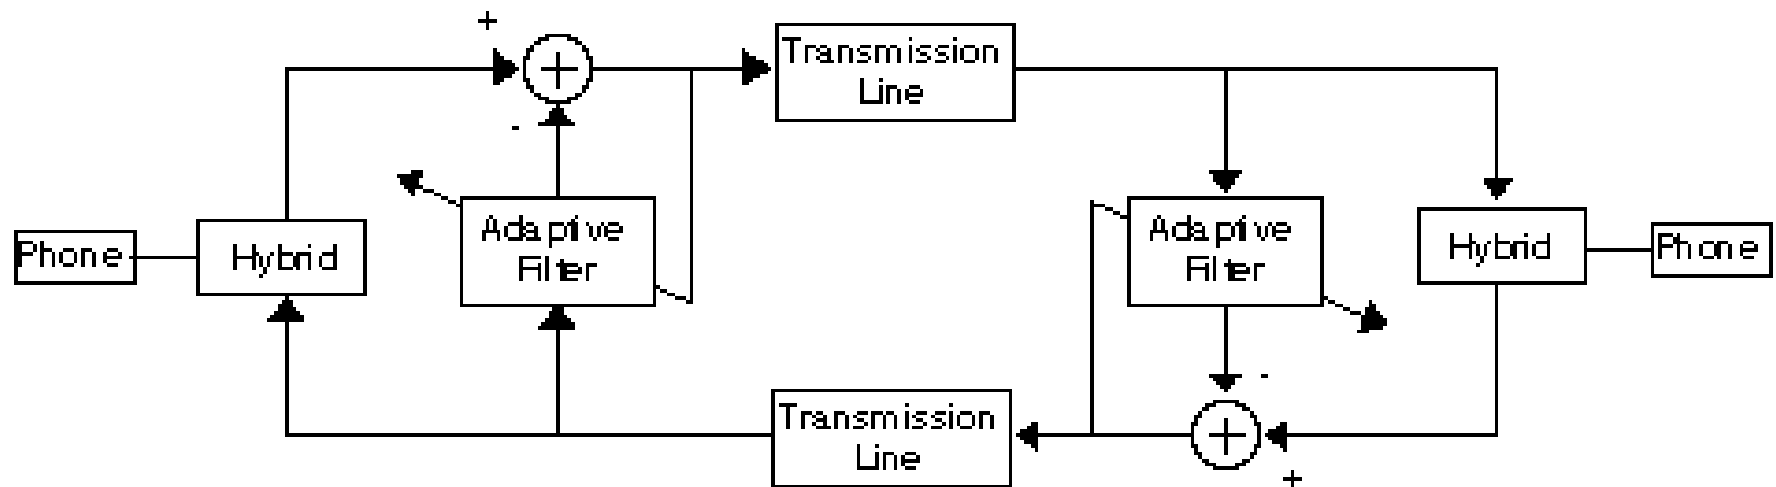 +
Transmission
Line
-
Phone
Hybrid
Adaptive
Filter
Adaptive
Filter
Hybrid
Phone
-
Transmission
Line
+